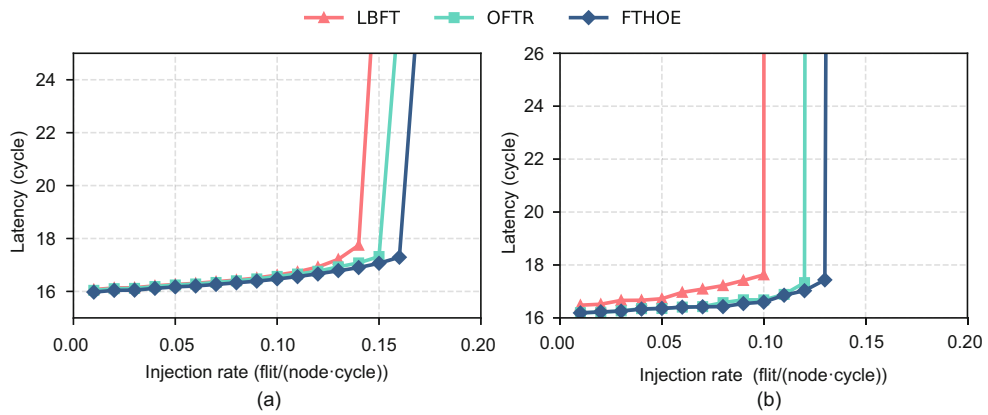 LBFT OFTR FTHOE
24
22
20
18
16
0.00 0.05 0.10 0.15 0.20
Latency (cycle)
Injection rate (flit/(node·cycle))
(a)
26
24
22
20
18
16
0.00 0.05 0.10 0.15 0.20
Latency (cycle)
Injection rate (flit/(node·cycle))
(b)